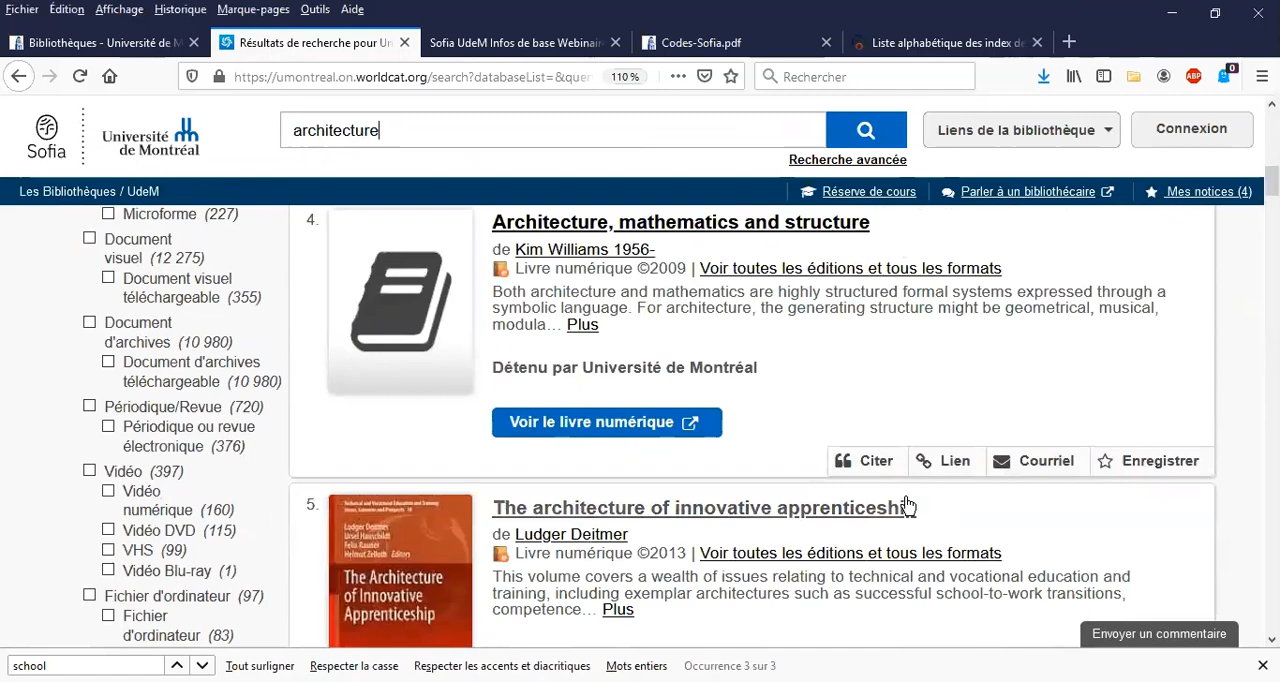 Fichier Édition Affichage Historique Marque-pages Outils Aide
Bibliothèques - Université de M
Résultats de recherche pour Un
Sofia UdeM Infos de base Webinair
Codes-Sofia.pdf
Liste alphabétique des index de
https://umontreal.on.worldcat.org/search?databaseList=&quer
110 %
Rechercher
ABP
0
Sofia
Université de Montréal
architecture
Liens de la bibliothèque
Connexion
Recherche avancée
Les Bibliothèques / UdeM
Réserve de cours
Parler à un bibliothécaire
Mes notices (4)
Microforme (227)
Document
visuel (12 275)
Document visuel
téléchargeable (355)
Document
d'archives (10 980)
Document d'archives
téléchargeable (10 980)
Périodique/Revue (720)
Périodique ou revue
électronique (376)
Vidéo (397)
Vidéo
numérique (160)
Vidéo DVD (115)
VHS (99)
Vidéo Blu-ray (1)
Fichier d'ordinateur (97)
Fichier
d'ordinateur (83)
4.
Architecture, mathematics and structure
de Kim Williams 1956-
Livre numérique ©2009 | Voir toutes les éditions et tous les formats
Both architecture and mathematics are highly structured formal systems expressed through a
symbolic language. For architecture, the generating structure might be geometrical, musical,
modula… Plus
Détenu par Université de Montréal
Voir le livre numérique
Citer
Lien
Courriel
Enregistrer
5.
The Architecture
of Innovative
Apprenticeship
The architecture of innovative apprenticeship
de Ludger Deitmer
Livre numérique ©2013 | Voir toutes les éditions et tous les formats
This volume covers a wealth of issues relating to technical and vocational education and
training, including exemplar architectures such as successful school-to-work transitions,
competence… Plus
Envoyer un commentaire
school
Tout surligner
Respecter la casse
Respecter les accents et diacritiques
Mots entiers
Occurrence 3 sur 3